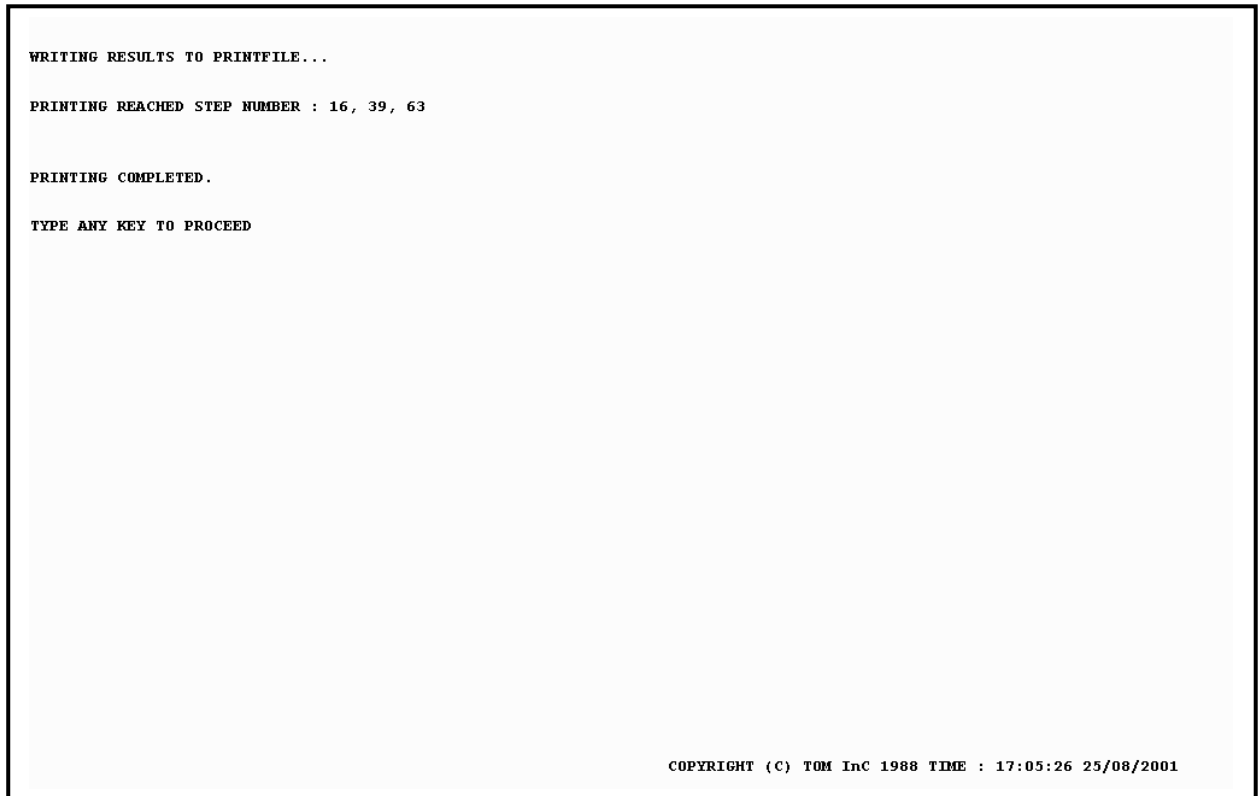 WRITING RESULTS TO PRINTFILE...
PRINTING REACHED STEP NUMBER : 16, 39, 63
PRINTING COMPLETED.
TYPE ANY KEY TO PROCEED
COPYRIGHT (C) TOM InC 1988 TIME : 17:05:26 25/08/2001